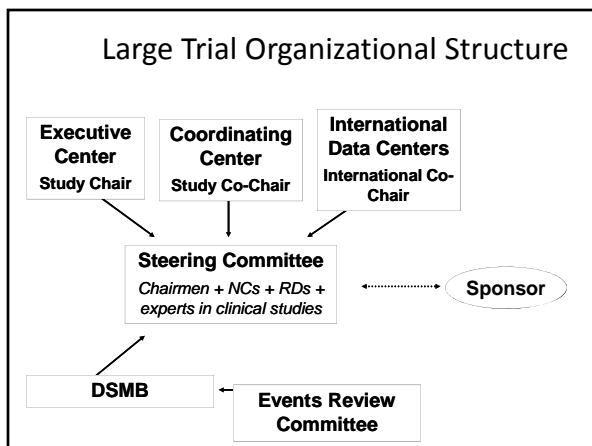 Large Trial Organizational Structure
Executive
Center
Study Chair
Coordinating
Center
Study Co-Chair
International
Data Centers
International Co-
Chair
Steering Committee
Chairmen + NCs + RDs +
experts in clinical studies
Sponsor
DSMB
Events Review
Committee